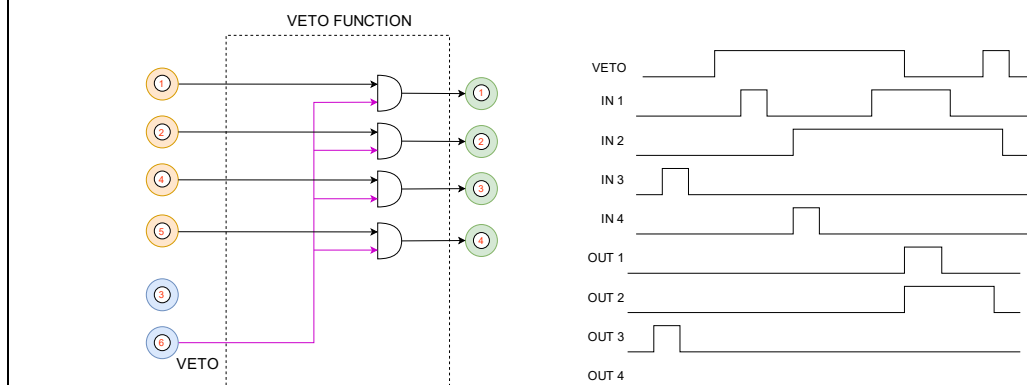 VETO FUNCTION
1
1
2
2
4
3
5
4
3
6
VETO
VETO
IN 1
IN 2
IN 3
IN 4
OUT 1
OUT 2
OUT 3
OUT 4